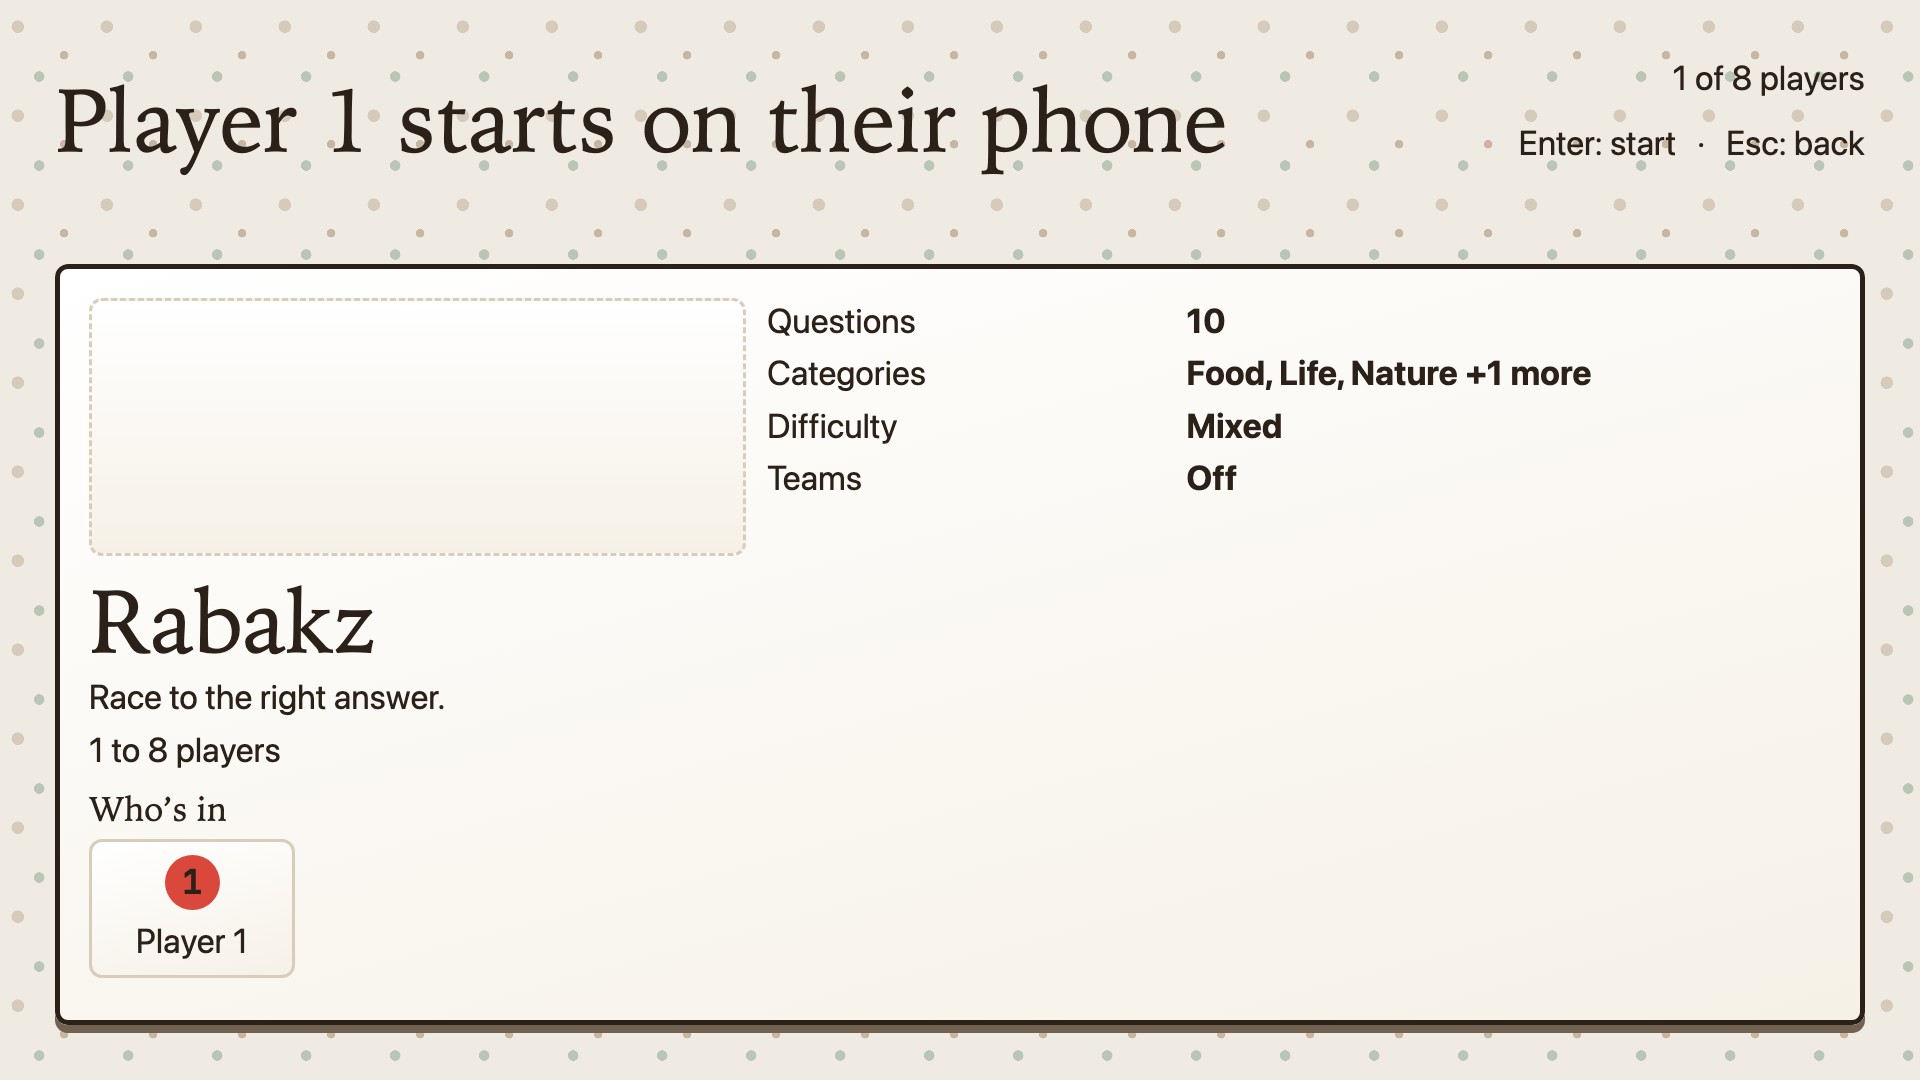 Player 1 starts on their phone
1 of 8 players
Enter: start · Esc: back
Questions 10
Categories Food, Life, Nature +1 more
Difficulty Mixed
Teams Off
Rabakz
Race to the right answer.
1 to 8 players
Who’s in
1
Player 1